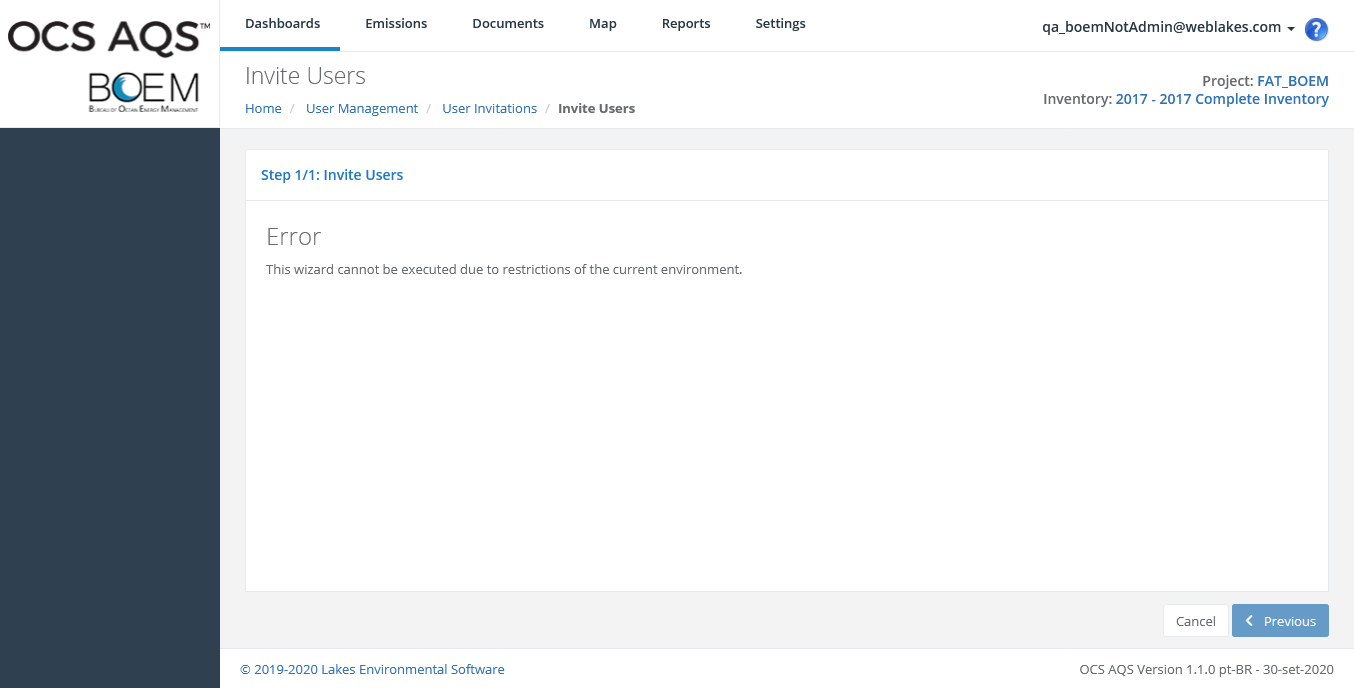 OCS AQS™
BOEM
Bureau of Ocean Energy Management
Dashboards Emissions Documents Map Reports Settings
qa_boemNotAdmin@weblakes.com
?
Invite Users
Home / User Management / User Invitations / Invite Users
Project: FAT_BOEM
Inventory: 2017 - 2017 Complete Inventory
Step 1/1: Invite Users
Error
This wizard cannot be executed due to restrictions of the current environment.
Cancel
Previous
© 2019-2020 Lakes Environmental Software
OCS AQS Version 1.1.0 pt-BR - 30-set-2020